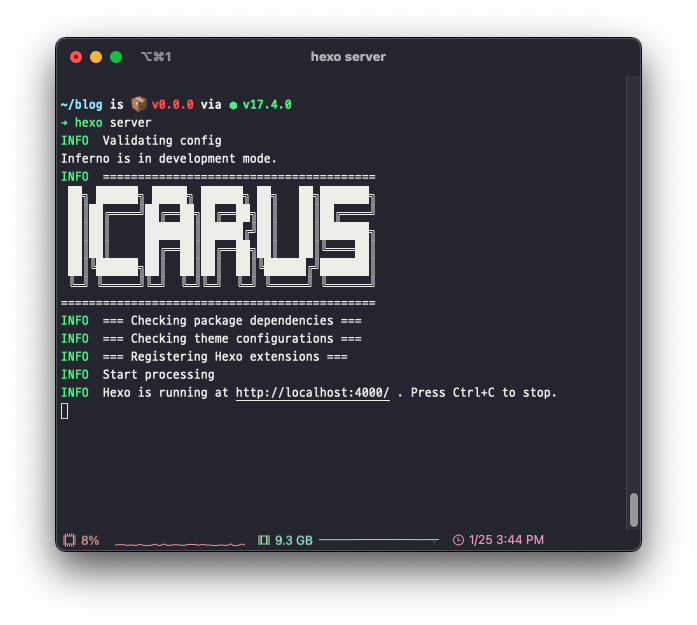 ⌥⌘1 hexo server
~/blog is 📦 v0.0.0 via ⬢ v17.4.0
➜ hexo server
INFO  Validating config
Inferno is in development mode.
INFO  =======================================
ICARUS
=============================================
INFO  === Checking package dependencies ===
INFO  === Checking theme configurations ===
INFO  === Registering Hexo extensions ===
INFO  Start processing
INFO  Hexo is running at http://localhost:4000/ . Press Ctrl+C to stop.
8% 9.3 GB 1/25 3:44 PM